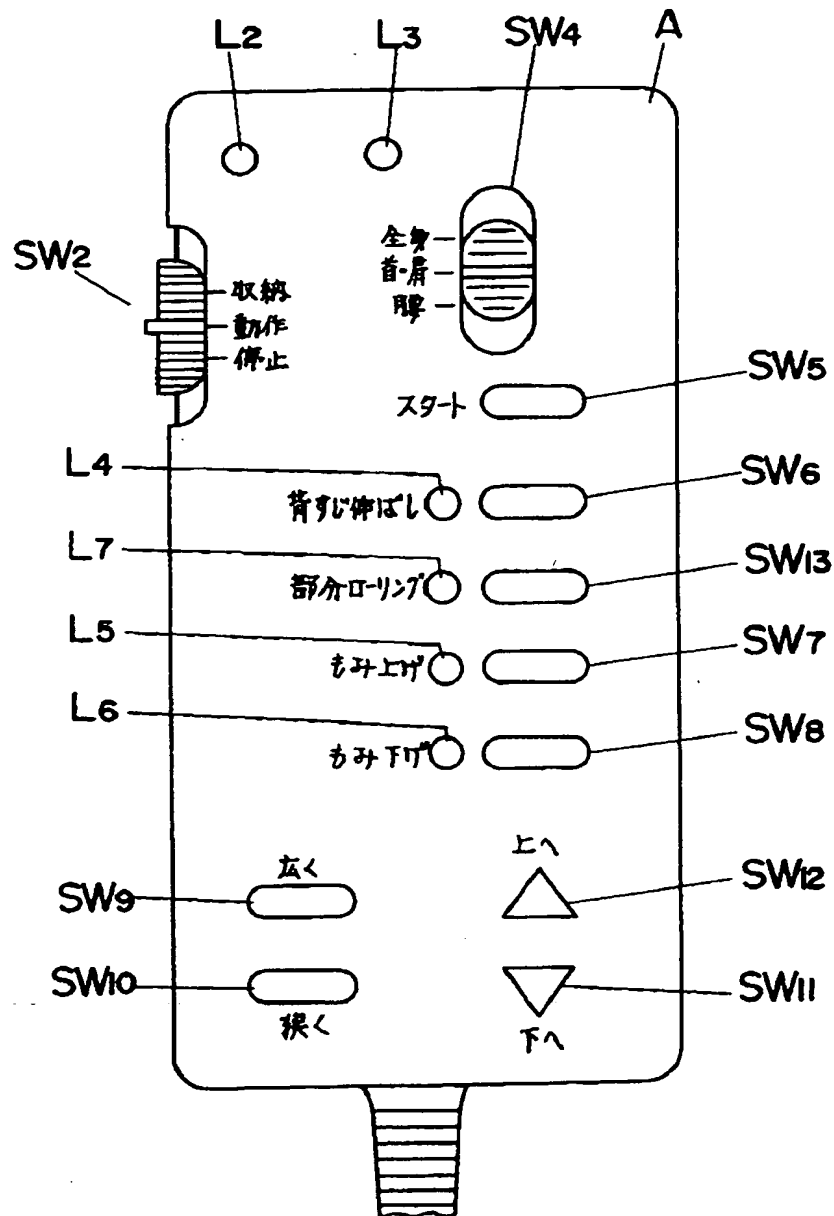 L2 L3 SW4 A
全身
首・肩
腰
SW2
収納
動作
停止
スタート SW5
L4 背すじ伸ばし SW6
L7 部分ローリング SW13
L5 もみ上げ SW7
L6 もみ下げ SW8
SW9 広く 上へ SW12
SW10 狭く 下へ SW11